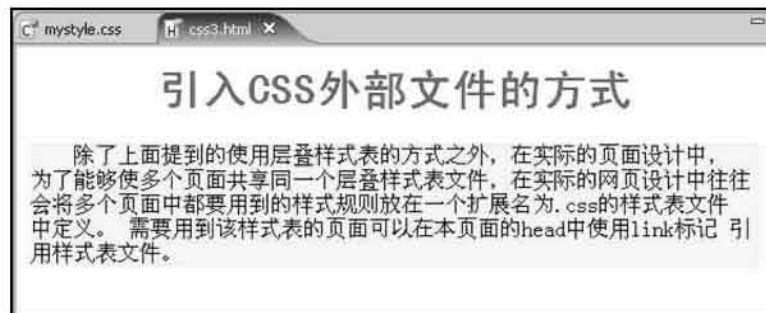 mystyle.css css3.html
引入CSS外部文件的方式
除了上面提到的使用层叠样式表的方式之外，在实际的页面设计中，
为了能够使多个页面共享同一个层叠样式表文件，在实际的网页设计中往往
会将多个页面中都要用到的样式规则放在一个扩展名为.css的样式表文件
中定义。 需要用到该样式表的页面可以在本页面的head中使用link标记 引
用样式表文件。